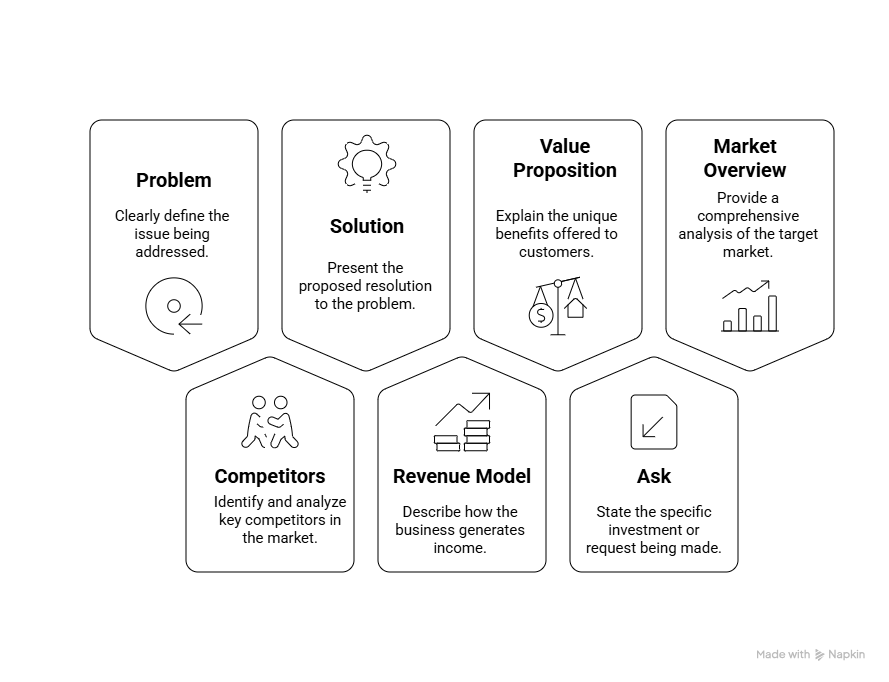 Problem
Clearly define the
issue being
addressed.
Solution
Present the
proposed resolution
to the problem.
Value
Proposition
Explain the unique
benefits offered to
customers.
Market
Overview
Provide a
comprehensive
analysis of the target
market.
Competitors
Identify and analyze
key competitors in
the market.
Revenue Model
Describe how the
business generates
income.
Ask
State the specific
investment or
request being made.
Made with Napkin